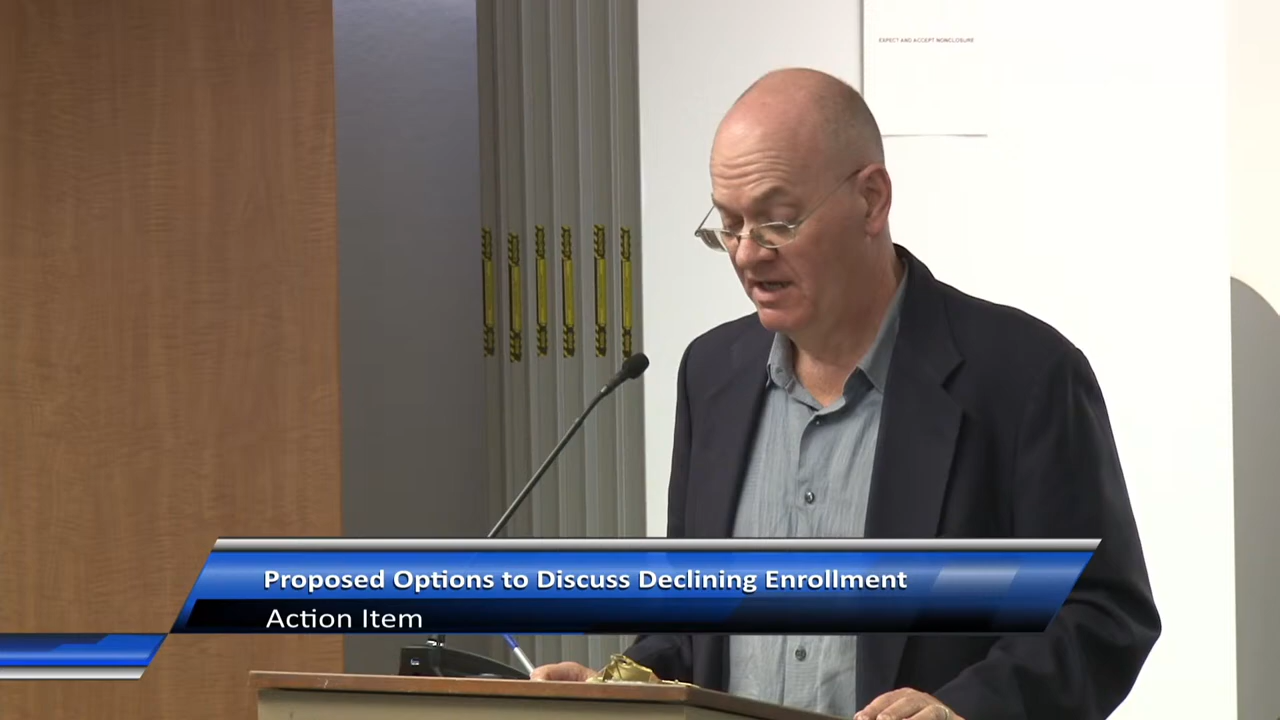 EXPECT AND ACCEPT NONCLOSURE
Proposed Options to Discuss Declining Enrollment
Action Item